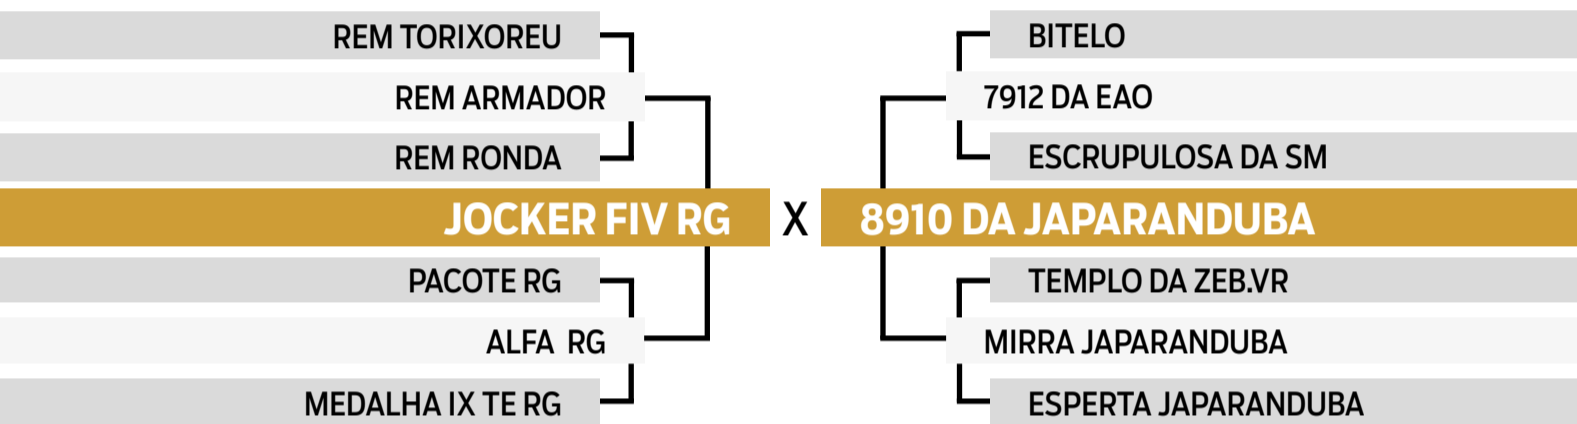 REM TORIXOREU
REM ARMADOR
REM RONDA
JOCKER FIV RG
PACOTE RG
ALFA RG
MEDALHA IX TE RG
X
BITELO
7912 DA EAO
ESCRUPULOSA DA SM
8910 DA JAPARANDUBA
TEMPLO DA ZEB.VR
MIRRA JAPARANDUBA
ESPERTA JAPARANDUBA